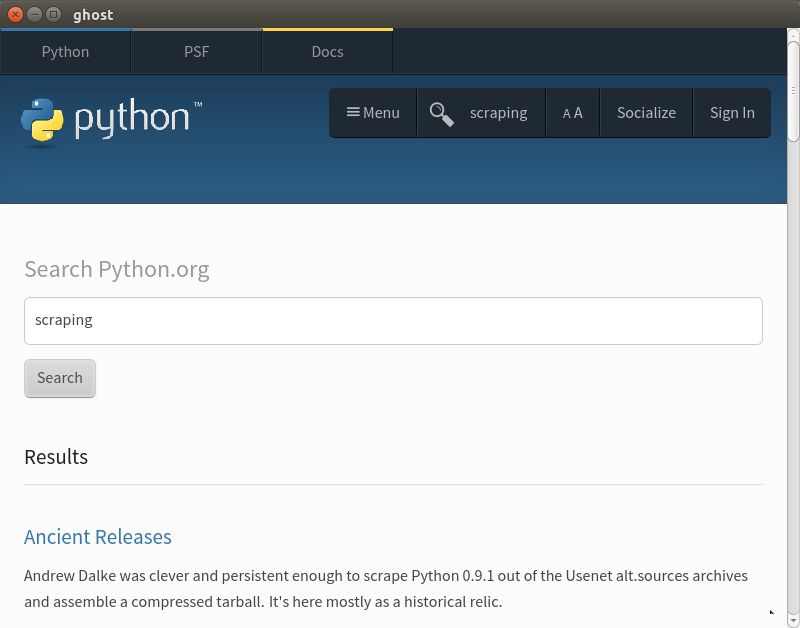 ghost
Python PSF Docs
python™
Menu scraping A A Socialize Sign In
Search Python.org
scraping
Search
Results
Ancient Releases
Andrew Dalke was clever and persistent enough to scrape Python 0.9.1 out of the Usenet alt.sources archives
and assemble a compressed tarball. It's here mostly as a historical relic.